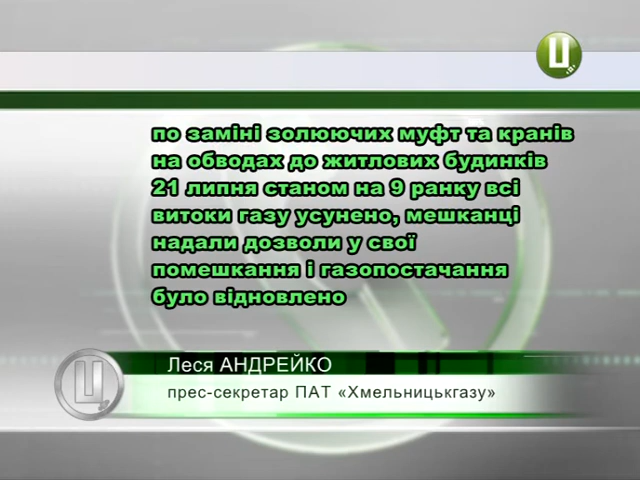 Ц
по заміні золюючих муфт та кранів
на обводах до житлових будинків
21 липня станом на 9 ранку всі
витоки газу усунено, мешканці
надали дозволи у свої
помешкання і газопостачання
було відновлено
Леся АНДРЕЙКО
прес-секретар ПАТ «Хмельницькгазу»
Ц